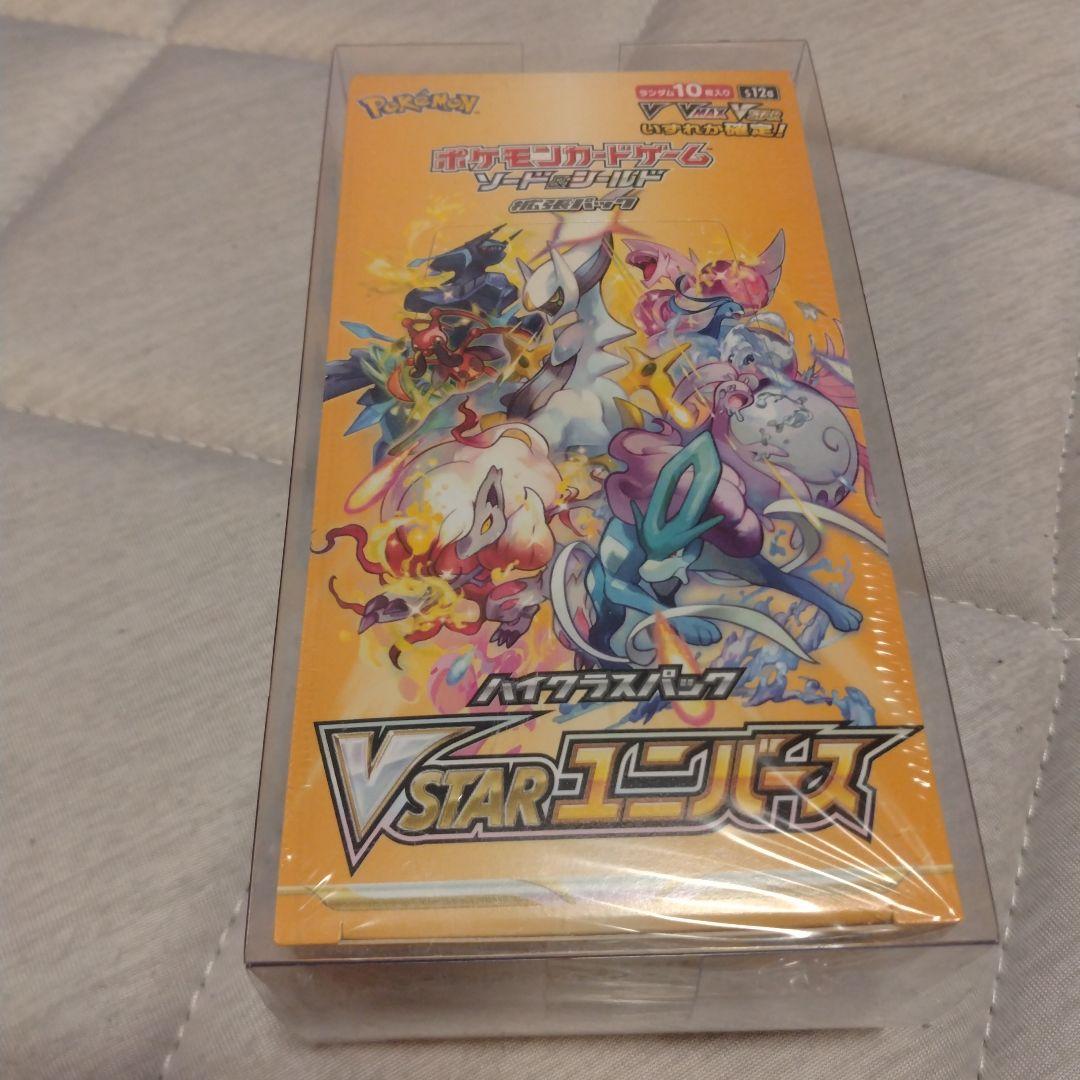 POKéMON
ランダム10枚入り s12a
V VMAX VSTAR
いずれか確定!
ポケモンカードゲーム
ソード&シールド
拡張パック
ハイクラスパック
VSTARユニバース